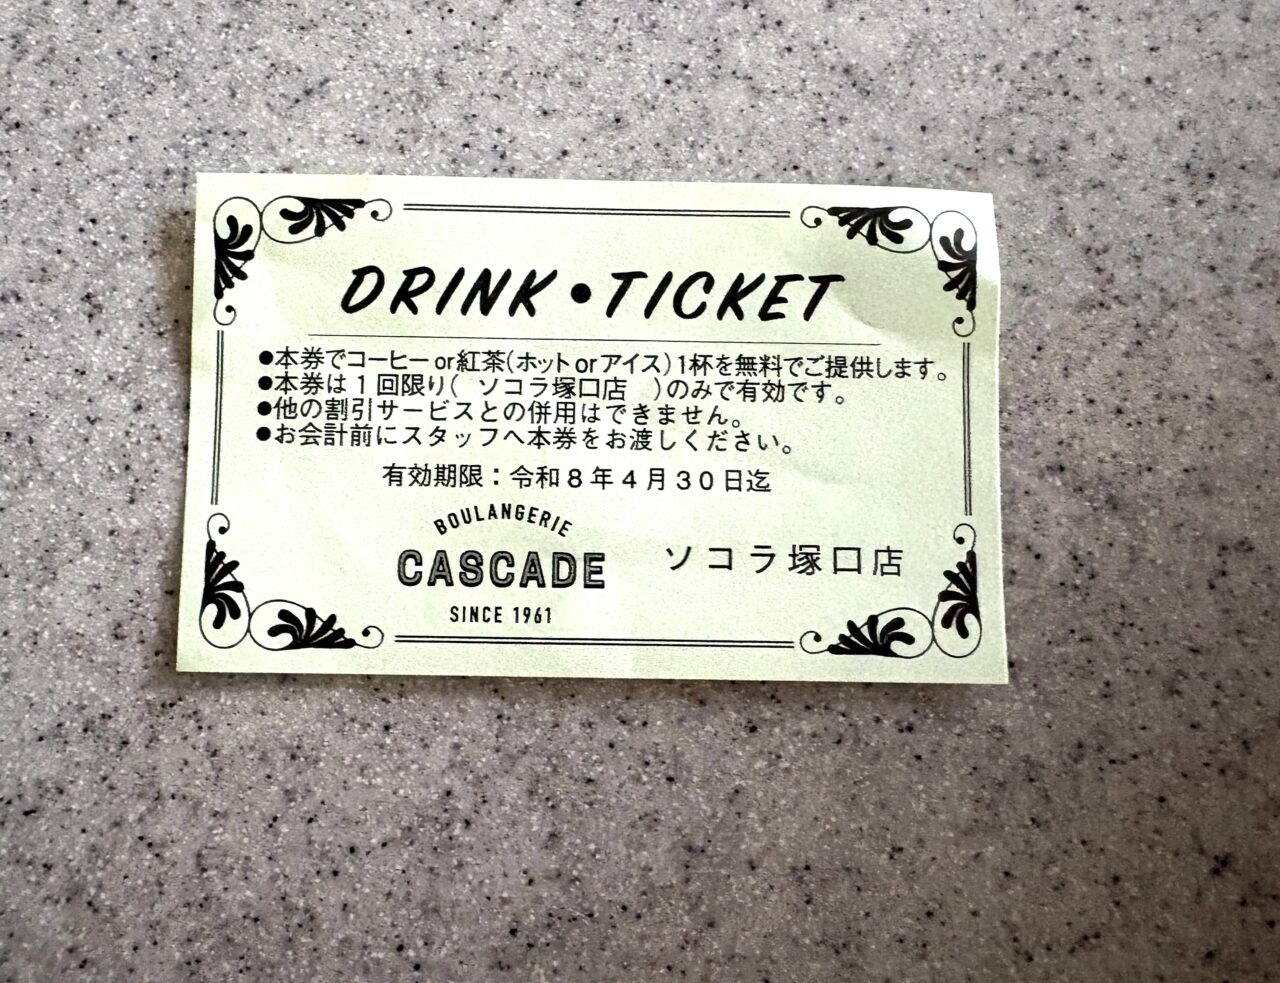 DRINK•TICKET
●本券でコーヒーor紅茶(ホットorアイス)1杯を無料でご提供します。
●本券は1回限り( ソコラ塚口店 )のみで有効です。
●他の割引サービスとの併用はできません。
●お会計前にスタッフへ本券をお渡しください。
有効期限:令和8年4月30日迄
BOULANGERIE
CASCADE
SINCE 1961
ソコラ塚口店